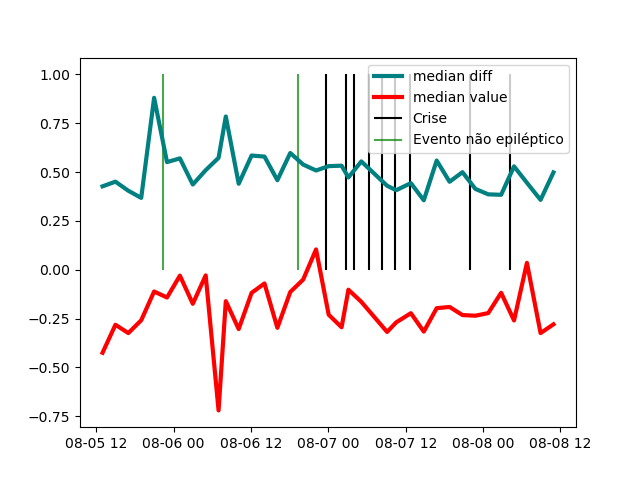 1.00
0.75
0.50
0.25
0.00
−0.25
−0.50
−0.75
median diff
median value
Crise
Evento não epiléptico
08-05 12 08-06 00 08-06 12 08-07 00 08-07 12 08-08 00 08-08 12